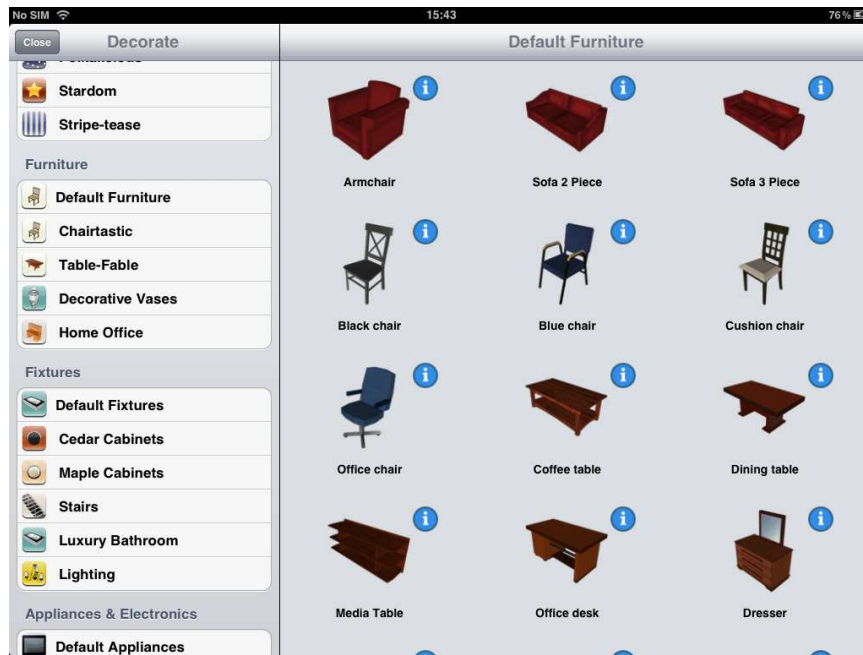 No SIM 15:43 76%
Close Decorate Default Furniture
Stardom
Stripe-tease
Furniture
Default Furniture
Chairtastic
Table-Fable
Decorative Vases
Home Office
Fixtures
Default Fixtures
Cedar Cabinets
Maple Cabinets
Stairs
Luxury Bathroom
Lighting
Appliances & Electronics
Default Appliances
Armchair Sofa 2 Piece Sofa 3 Piece
Black chair Blue chair Cushion chair
Office chair Coffee table Dining table
Media Table Office desk Dresser